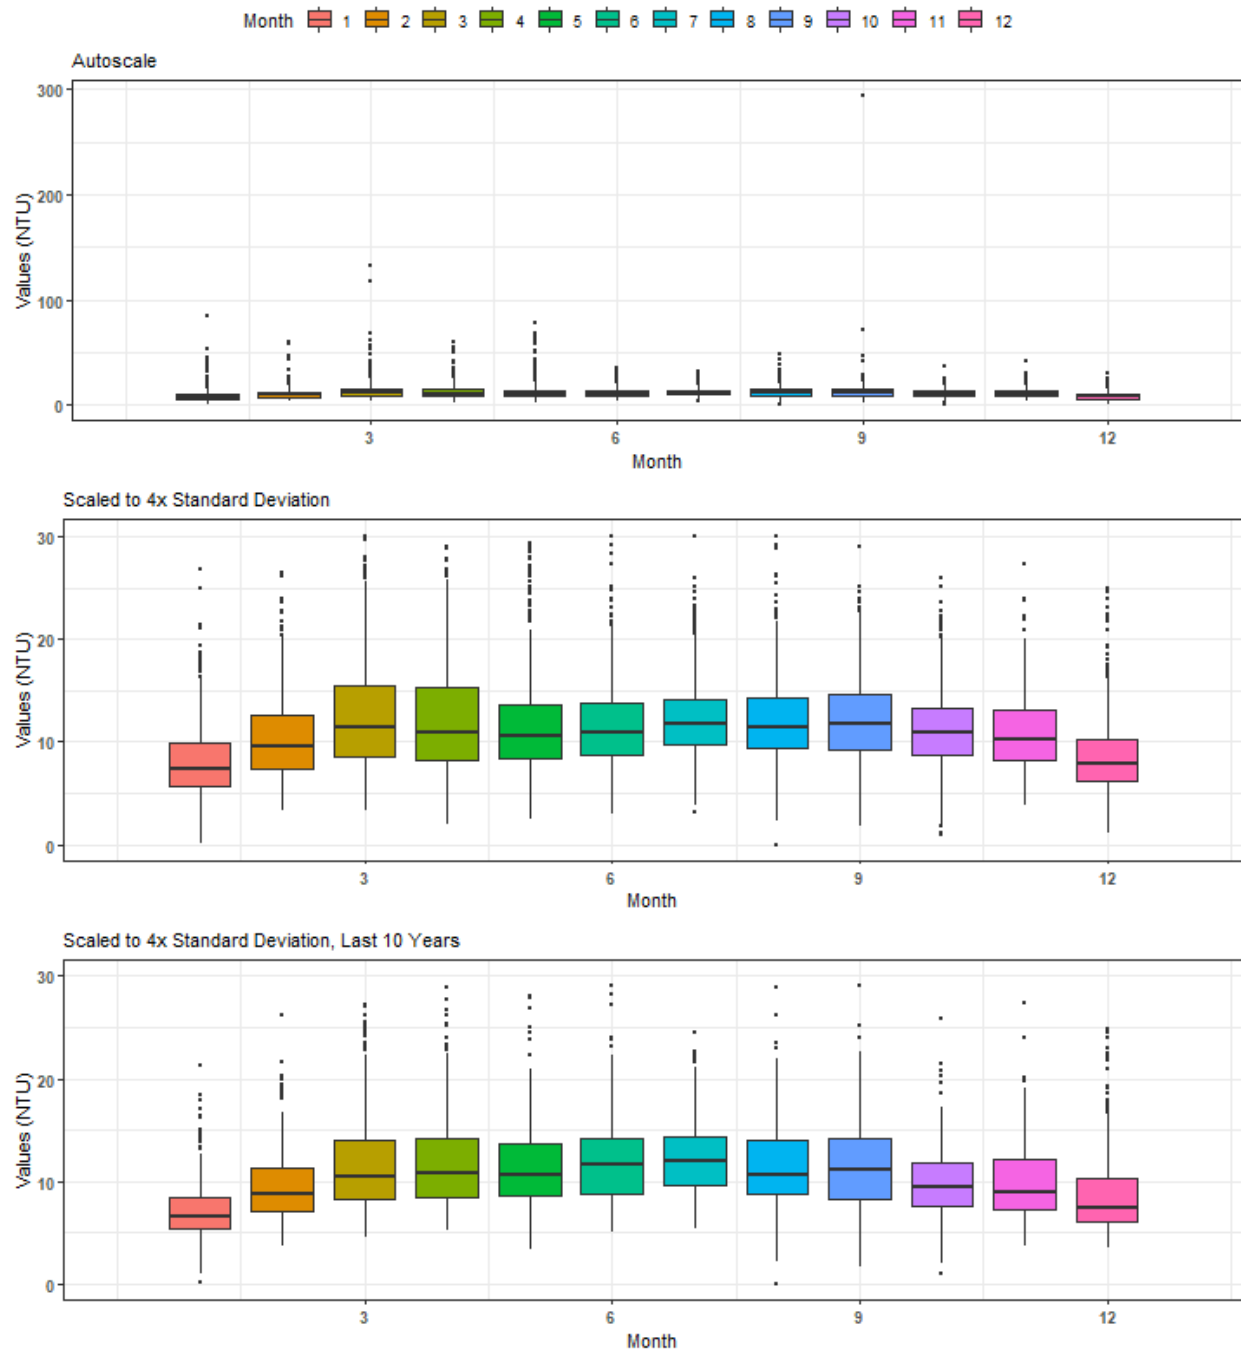 Month 1 2 3 4 5 6 7 8 9 10 11 12
Autoscale
300
200
100
0
Values (NTU)
3 6 9 12
Month
Scaled to 4x Standard Deviation
30
20
10
0
Values (NTU)
3 6 9 12
Month
Scaled to 4x Standard Deviation, Last 10 Years
30
20
10
0
Values (NTU)
3 6 9 12
Month